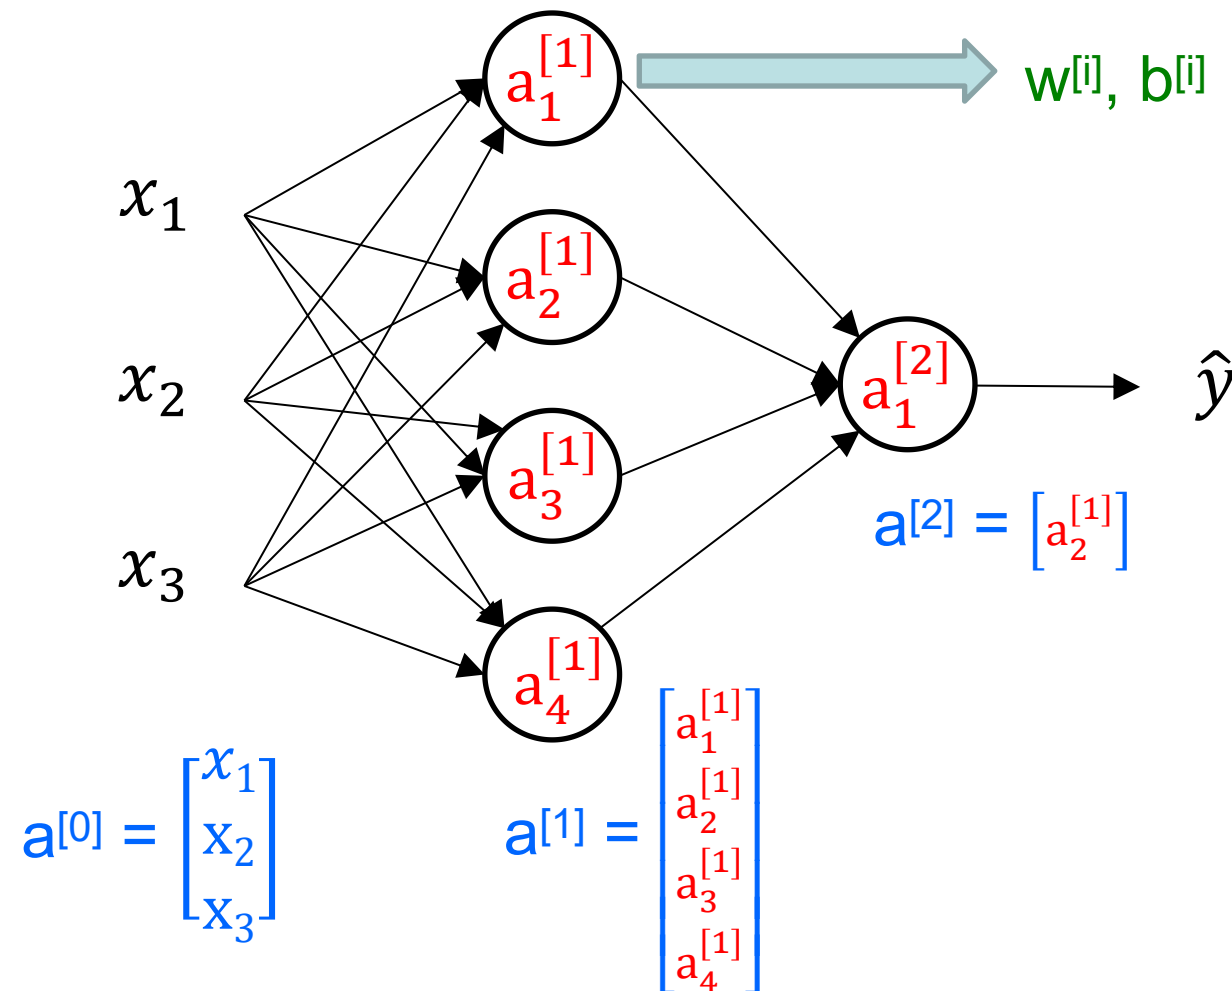 a₁^[1]
w^[i], b^[i]
x₁
a₂^[1]
x₂
a₁^[2]
ŷ
a₃^[1]
a^[2] = [a₂^[1]]
x₃
a₄^[1]
a^[0] = [x₁
x₂
x₃]
a^[1] = [a₁^[1]
a₂^[1]
a₃^[1]
a₄^[1]]